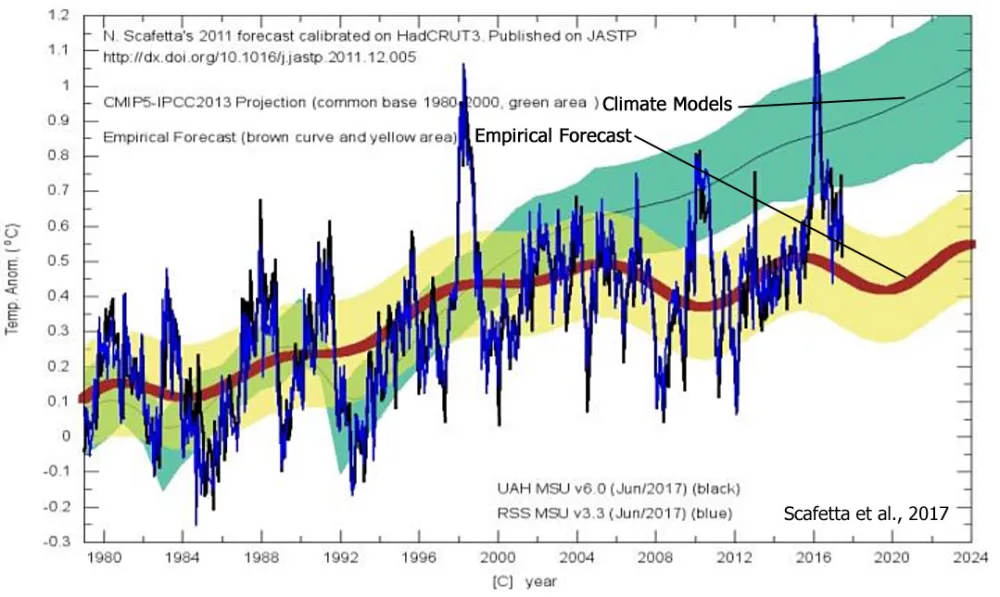 N. Scafetta's 2011 forecast calibrated on HadCRUT3. Published on JASTP
http://dx.doi.org/10.1016/j.jastp.2011.12.005
CMIP5-IPCC2013 Projection (common base 1980-2000, green area ) Climate Models
Empirical Forecast (brown curve and yellow area) Empirical Forecast
1.2
1.1
1
0.9
0.8
0.7
0.6
0.5
0.4
0.3
0.2
0.1
0
-0.1
-0.2
-0.3
Temp. Anom. (°C)
UAH MSU v6.0 (Jun/2017) (black)
RSS MSU v3.3 (Jun/2017) (blue)
Scafetta et al., 2017
1980 1984 1988 1992 1996 2000 2004 2008 2012 2016 2020 2024
[C] year